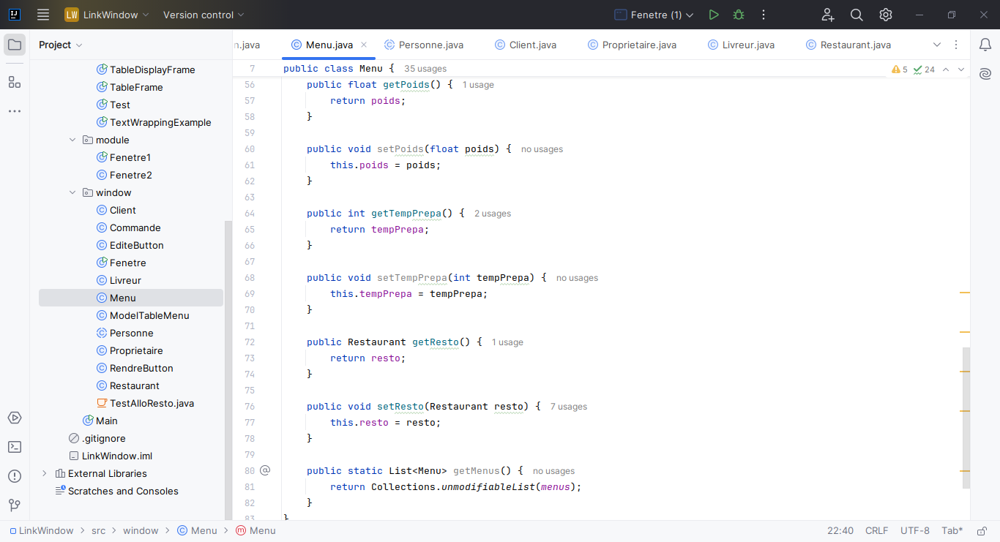 LW LinkWindow Version control Fenetre (1)
Project
n.java Menu.java Personne.java Client.java Proprietaire.java Livreur.java Restaurant.java
TableDisplayFrame
TableFrame
Test
TextWrappingExample
module
Fenetre1
Fenetre2
window
Client
Commande
EditeButton
Fenetre
Livreur
Menu
ModelTableMenu
Personne
Proprietaire
RendreButton
Restaurant
TestAlloResto.java
Main
.gitignore
LinkWindow.iml
External Libraries
Scratches and Consoles
7 public class Menu { 35 usages
5 24
56 public float getPoids() { 1 usage
57 return poids;
58 }
59
60 public void setPoids(float poids) { no usages
61 this.poids = poids;
62 }
63
64 public int getTempPrepa() { 2 usages
65 return tempPrepa;
66 }
67
68 public void setTempPrepa(int tempPrepa) { no usages
69 this.tempPrepa = tempPrepa;
70 }
71
72 public Restaurant getResto() { 1 usage
73 return resto;
74 }
75
76 public void setResto(Restaurant resto) { 7 usages
77 this.resto = resto;
78 }
79
80 @ public static List<Menu> getMenus() { no usages
81 return Collections.unmodifiableList(menus);
82 }
83 }
LinkWindow > src > window > Menu > Menu
22:40 CRLF UTF-8 Tab*